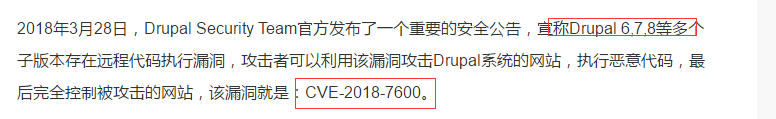 2018年3月28日，Drupal Security Team官方发布了一个重要的安全公告，宣称Drupal 6,7,8等多个
子版本存在远程代码执行漏洞，攻击者可以利用该漏洞攻击Drupal系统的网站，执行恶意代码，最
后完全控制被攻击的网站，该漏洞就是：CVE-2018-7600。